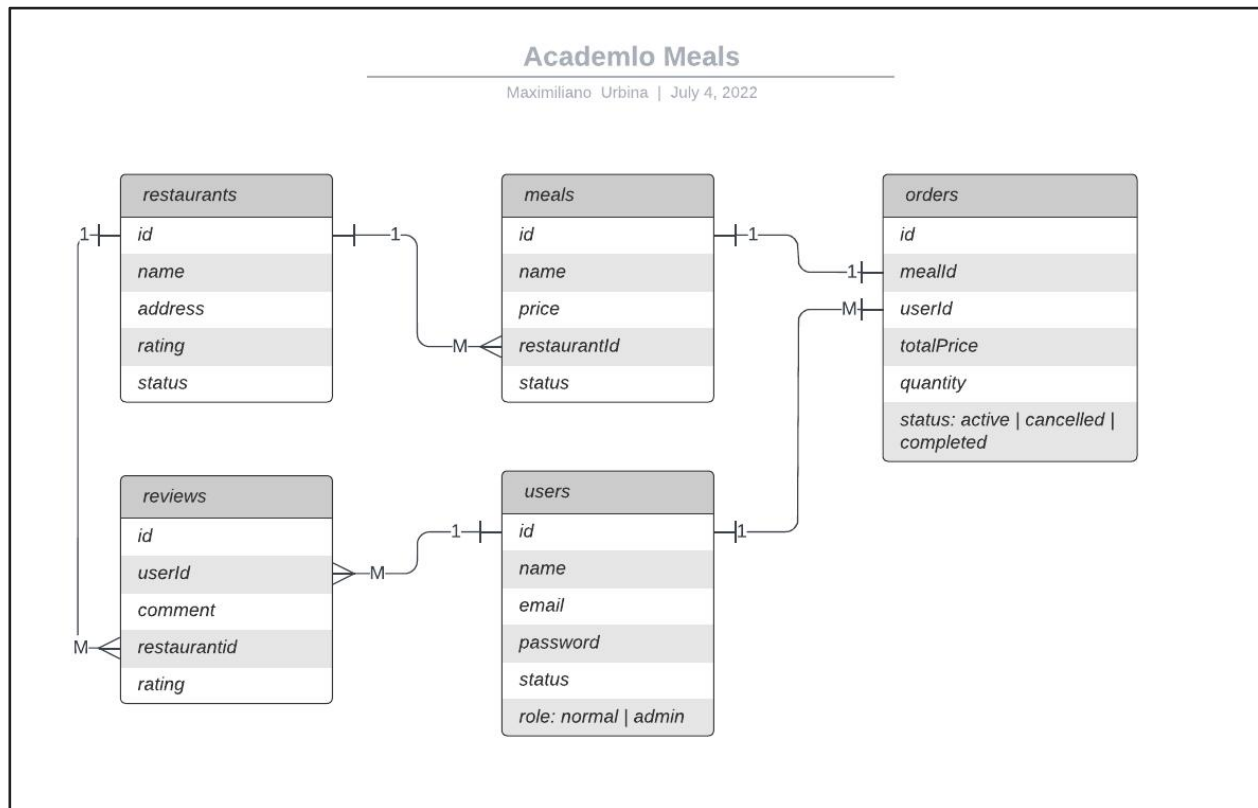 Academlo Meals
Maximiliano Urbina | July 4, 2022
restaurants
id
name
address
rating
status
1
1
M
M
meals
id
name
price
restaurantId
status
1
1
M
orders
id
mealId
userId
totalPrice
quantity
status: active | cancelled |
completed
reviews
id
userId
comment
restaurantid
rating
M
1
users
id
name
email
password
status
role: normal | admin
1